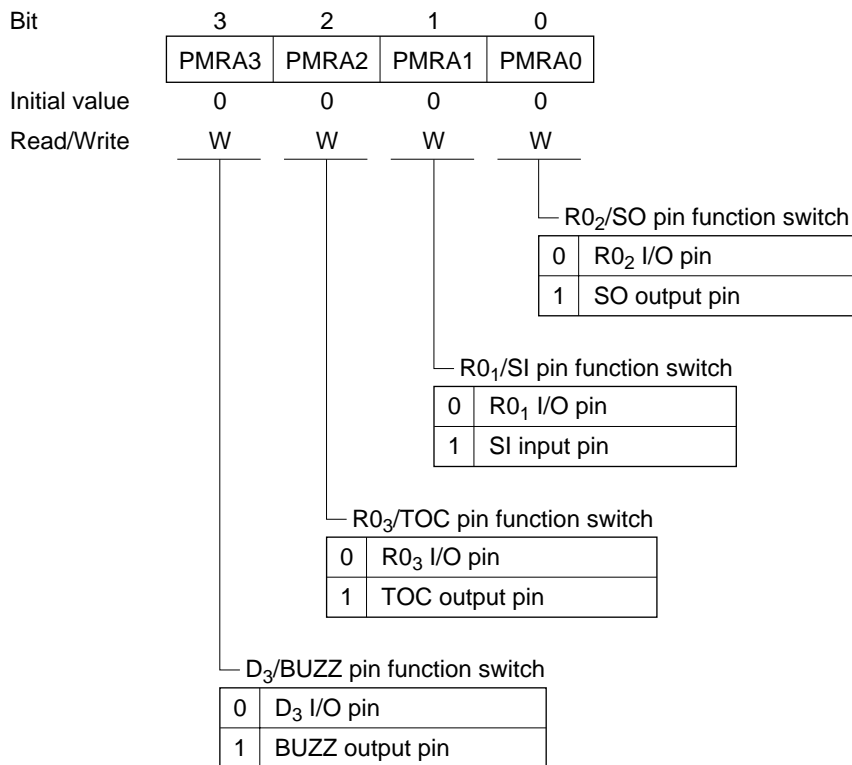 Bit 3 2 1 0
PMRA3 PMRA2 PMRA1 PMRA0
Initial value 0 0 0 0
Read/Write W W W W
R0₂/SO pin function switch
0 R0₂ I/O pin
1 SO output pin
R0₁/SI pin function switch
0 R0₁ I/O pin
1 SI input pin
R0₃/TOC pin function switch
0 R0₃ I/O pin
1 TOC output pin
D₃/BUZZ pin function switch
0 D₃ I/O pin
1 BUZZ output pin